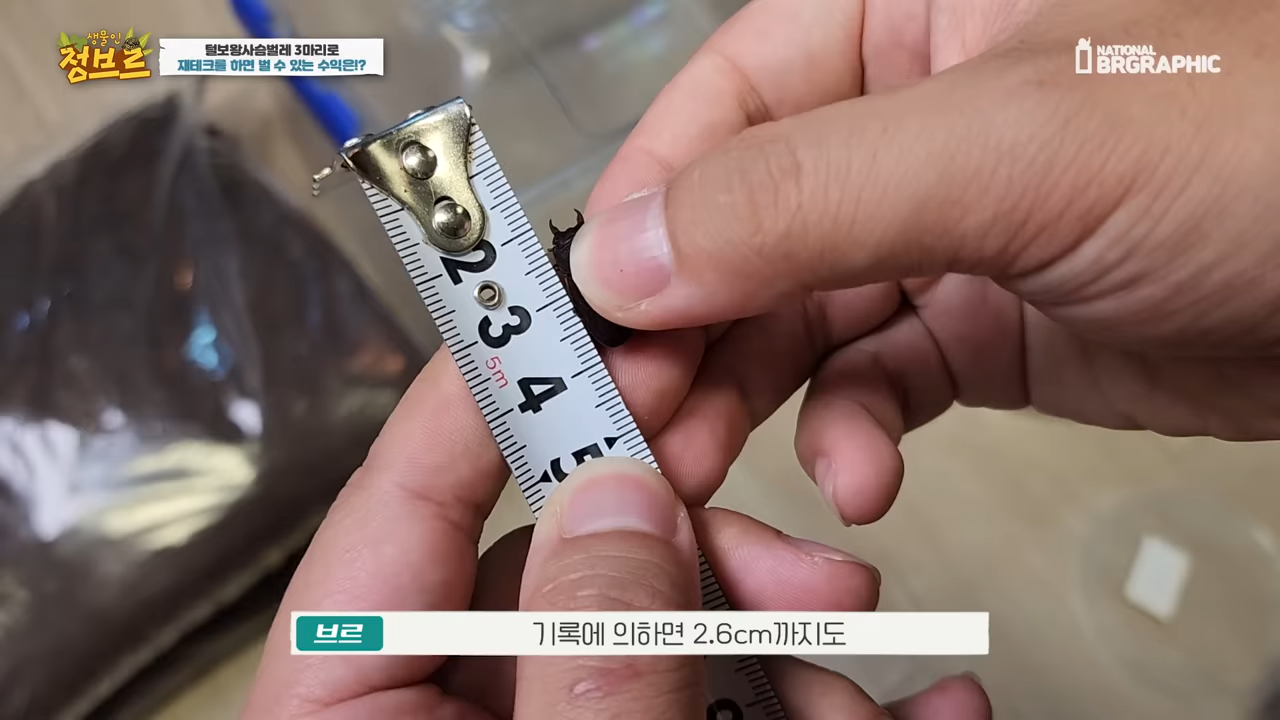 생물인
정브르
털보왕사슴벌레 3마리로
재테크를 하면 벌 수 있는 수익은!?
NATIONAL
BRGRAPHIC
2
3
5m
4
5
브르
기록에 의하면 2.6cm까지도